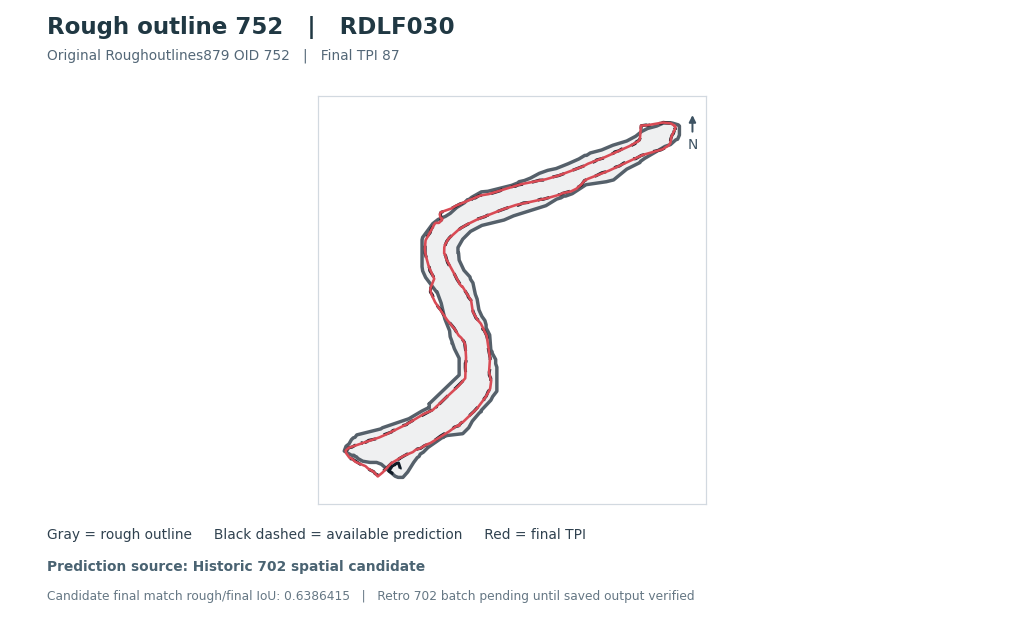 Rough outline 752 | RDLF030
Original Roughoutlines879 OID 752 | Final TPI 87
N
Gray = rough outline Black dashed = available prediction Red = final TPI
Prediction source: Historic 702 spatial candidate
Candidate final match rough/final IoU: 0.6386415 | Retro 702 batch pending until saved output verified